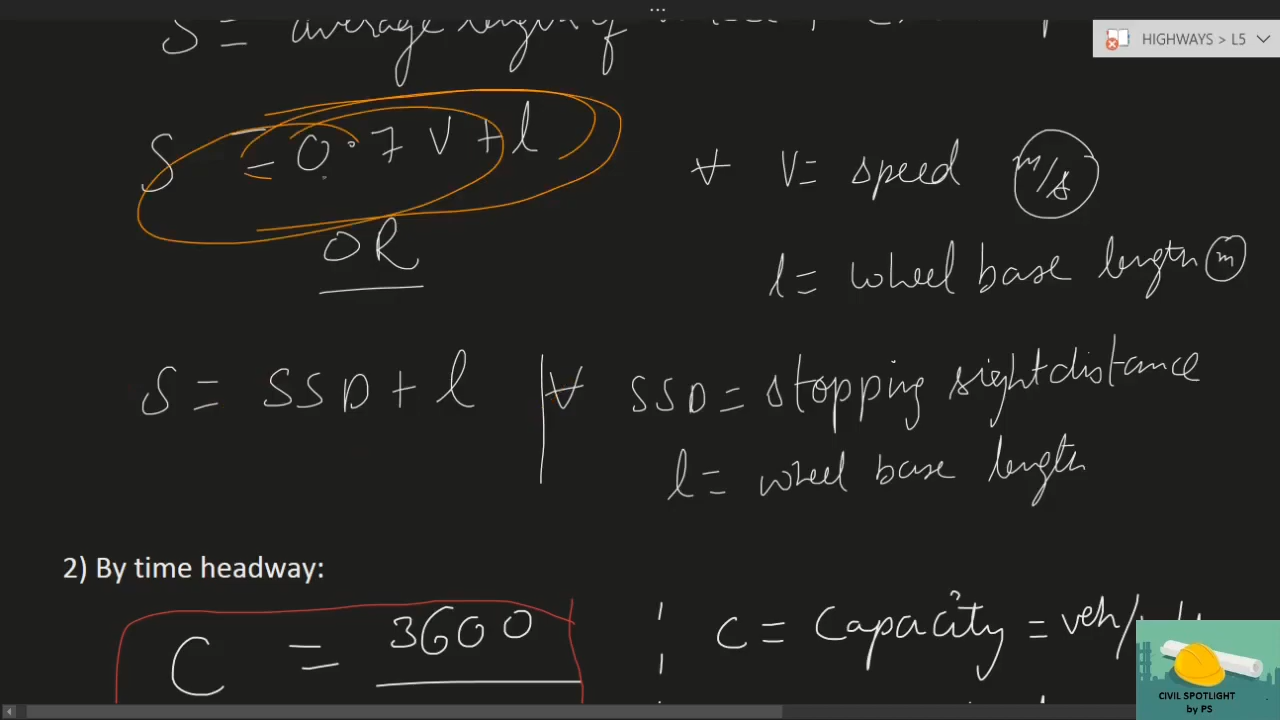 HIGHWAYS > L5
S = average length of
S = 0.7 V + l
∀ V = speed m/s
OR
l = wheel base length m
S = SSD + l ∀ SSD = stopping sight distance
l = wheel base length
2) By time headway:
C = 3600
C = Capacity = veh/
CIVIL SPOTLIGHT
by PS